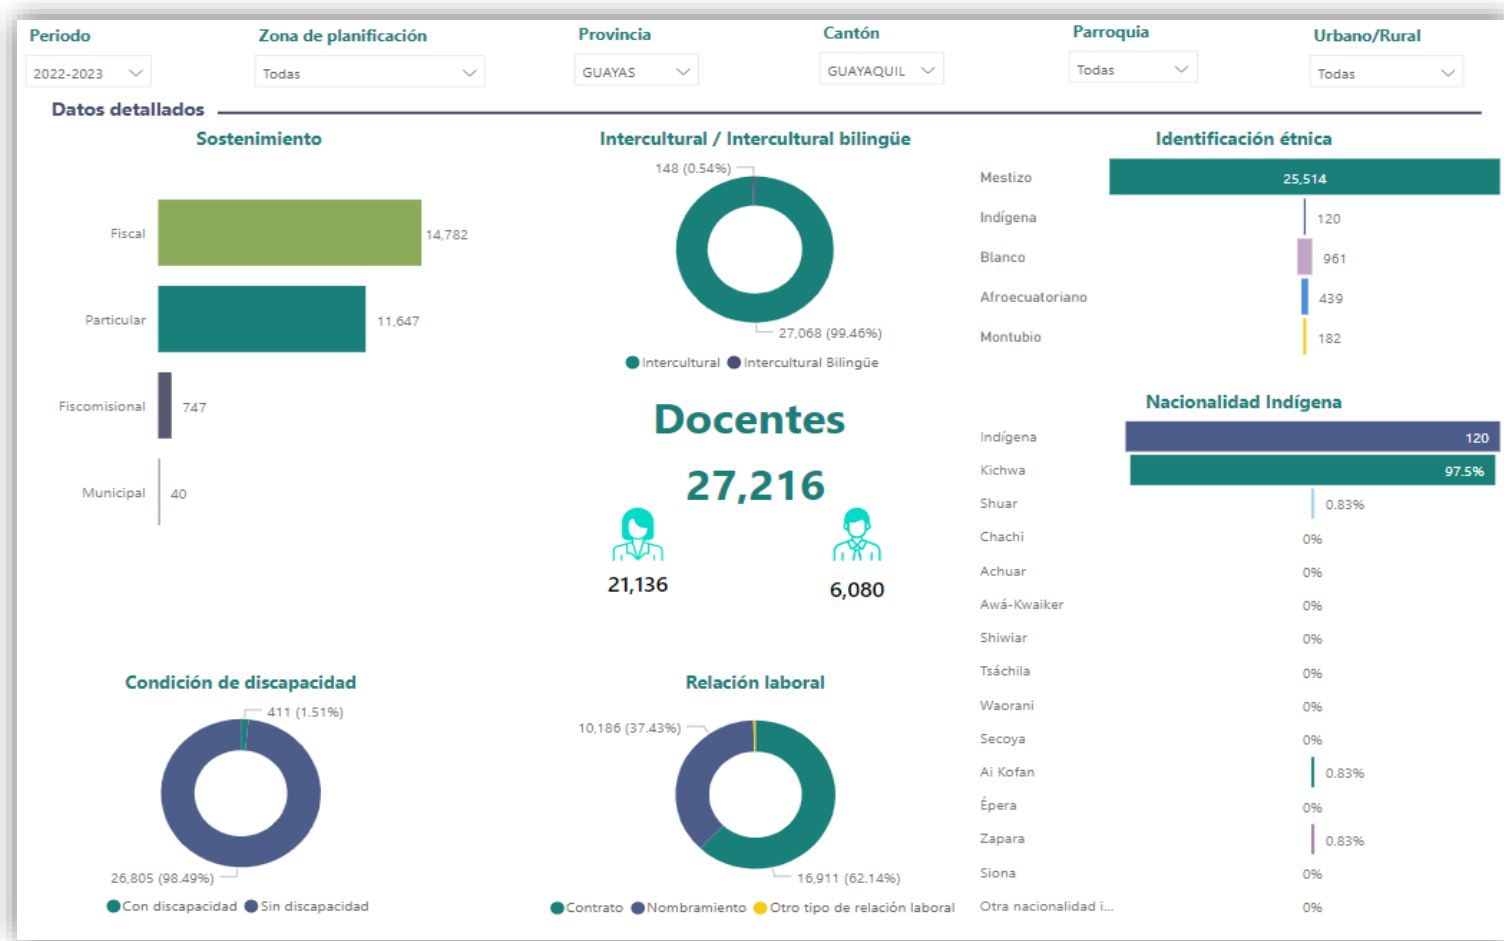 Periodo
2022-2023
Zona de planificación
Todas
Provincia
GUAYAS
Cantón
GUAYAQUIL
Parroquia
Todas
Urbano/Rural
Todas
Datos detallados
Sostenimiento
Fiscal 14,782
Particular 11,647
Fiscomisional 747
Municipal 40
Intercultural / Intercultural bilingüe
148 (0.54%)
27,068 (99.46%)
Intercultural Intercultural Bilingüe
Docentes
27,216
21,136 6,080
Identificación étnica
Mestizo 25,514
Indígena 120
Blanco 961
Afroecuatoriano 439
Montubio 182
Nacionalidad Indígena
Indígena 120
Kichwa 97.5%
Shuar 0.83%
Chachi 0%
Achuar 0%
Awá-Kwaiker 0%
Shiwiar 0%
Tsáchila 0%
Waorani 0%
Secoya 0%
Ai Kofan 0.83%
Épera 0%
Zapara 0.83%
Siona 0%
Otra nacionalidad i... 0%
Condición de discapacidad
411 (1.51%)
26,805 (98.49%)
Con discapacidad Sin discapacidad
Relación laboral
10,186 (37.43%)
16,911 (62.14%)
Contrato Nombramiento Otro tipo de relación laboral